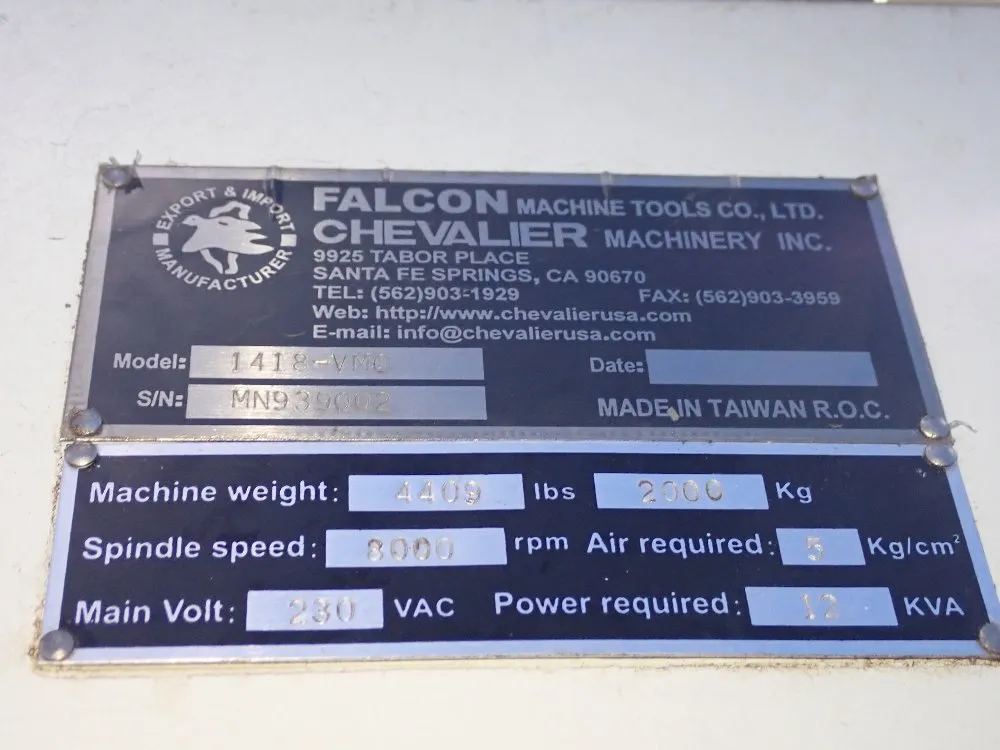 EXPORT & IMPORT
MANUFACTURER
FALCON MACHINE TOOLS CO., LTD.
CHEVALIER MACHINERY INC.
9925 TABOR PLACE
SANTA FE SPRINGS, CA 90670
TEL: (562)903-1929 FAX: (562)903-3959
Web: http://www.chevalierusa.com
E-mail: info@chevalierusa.com
Model: 1418-VMC Date:
S/N: MN939002 MADE IN TAIWAN R.O.C.
Machine weight: 4409 lbs 2000 Kg
Spindle speed: 8000 rpm Air required: 5 Kg/cm²
Main Volt: 230 VAC Power required: 12 KVA